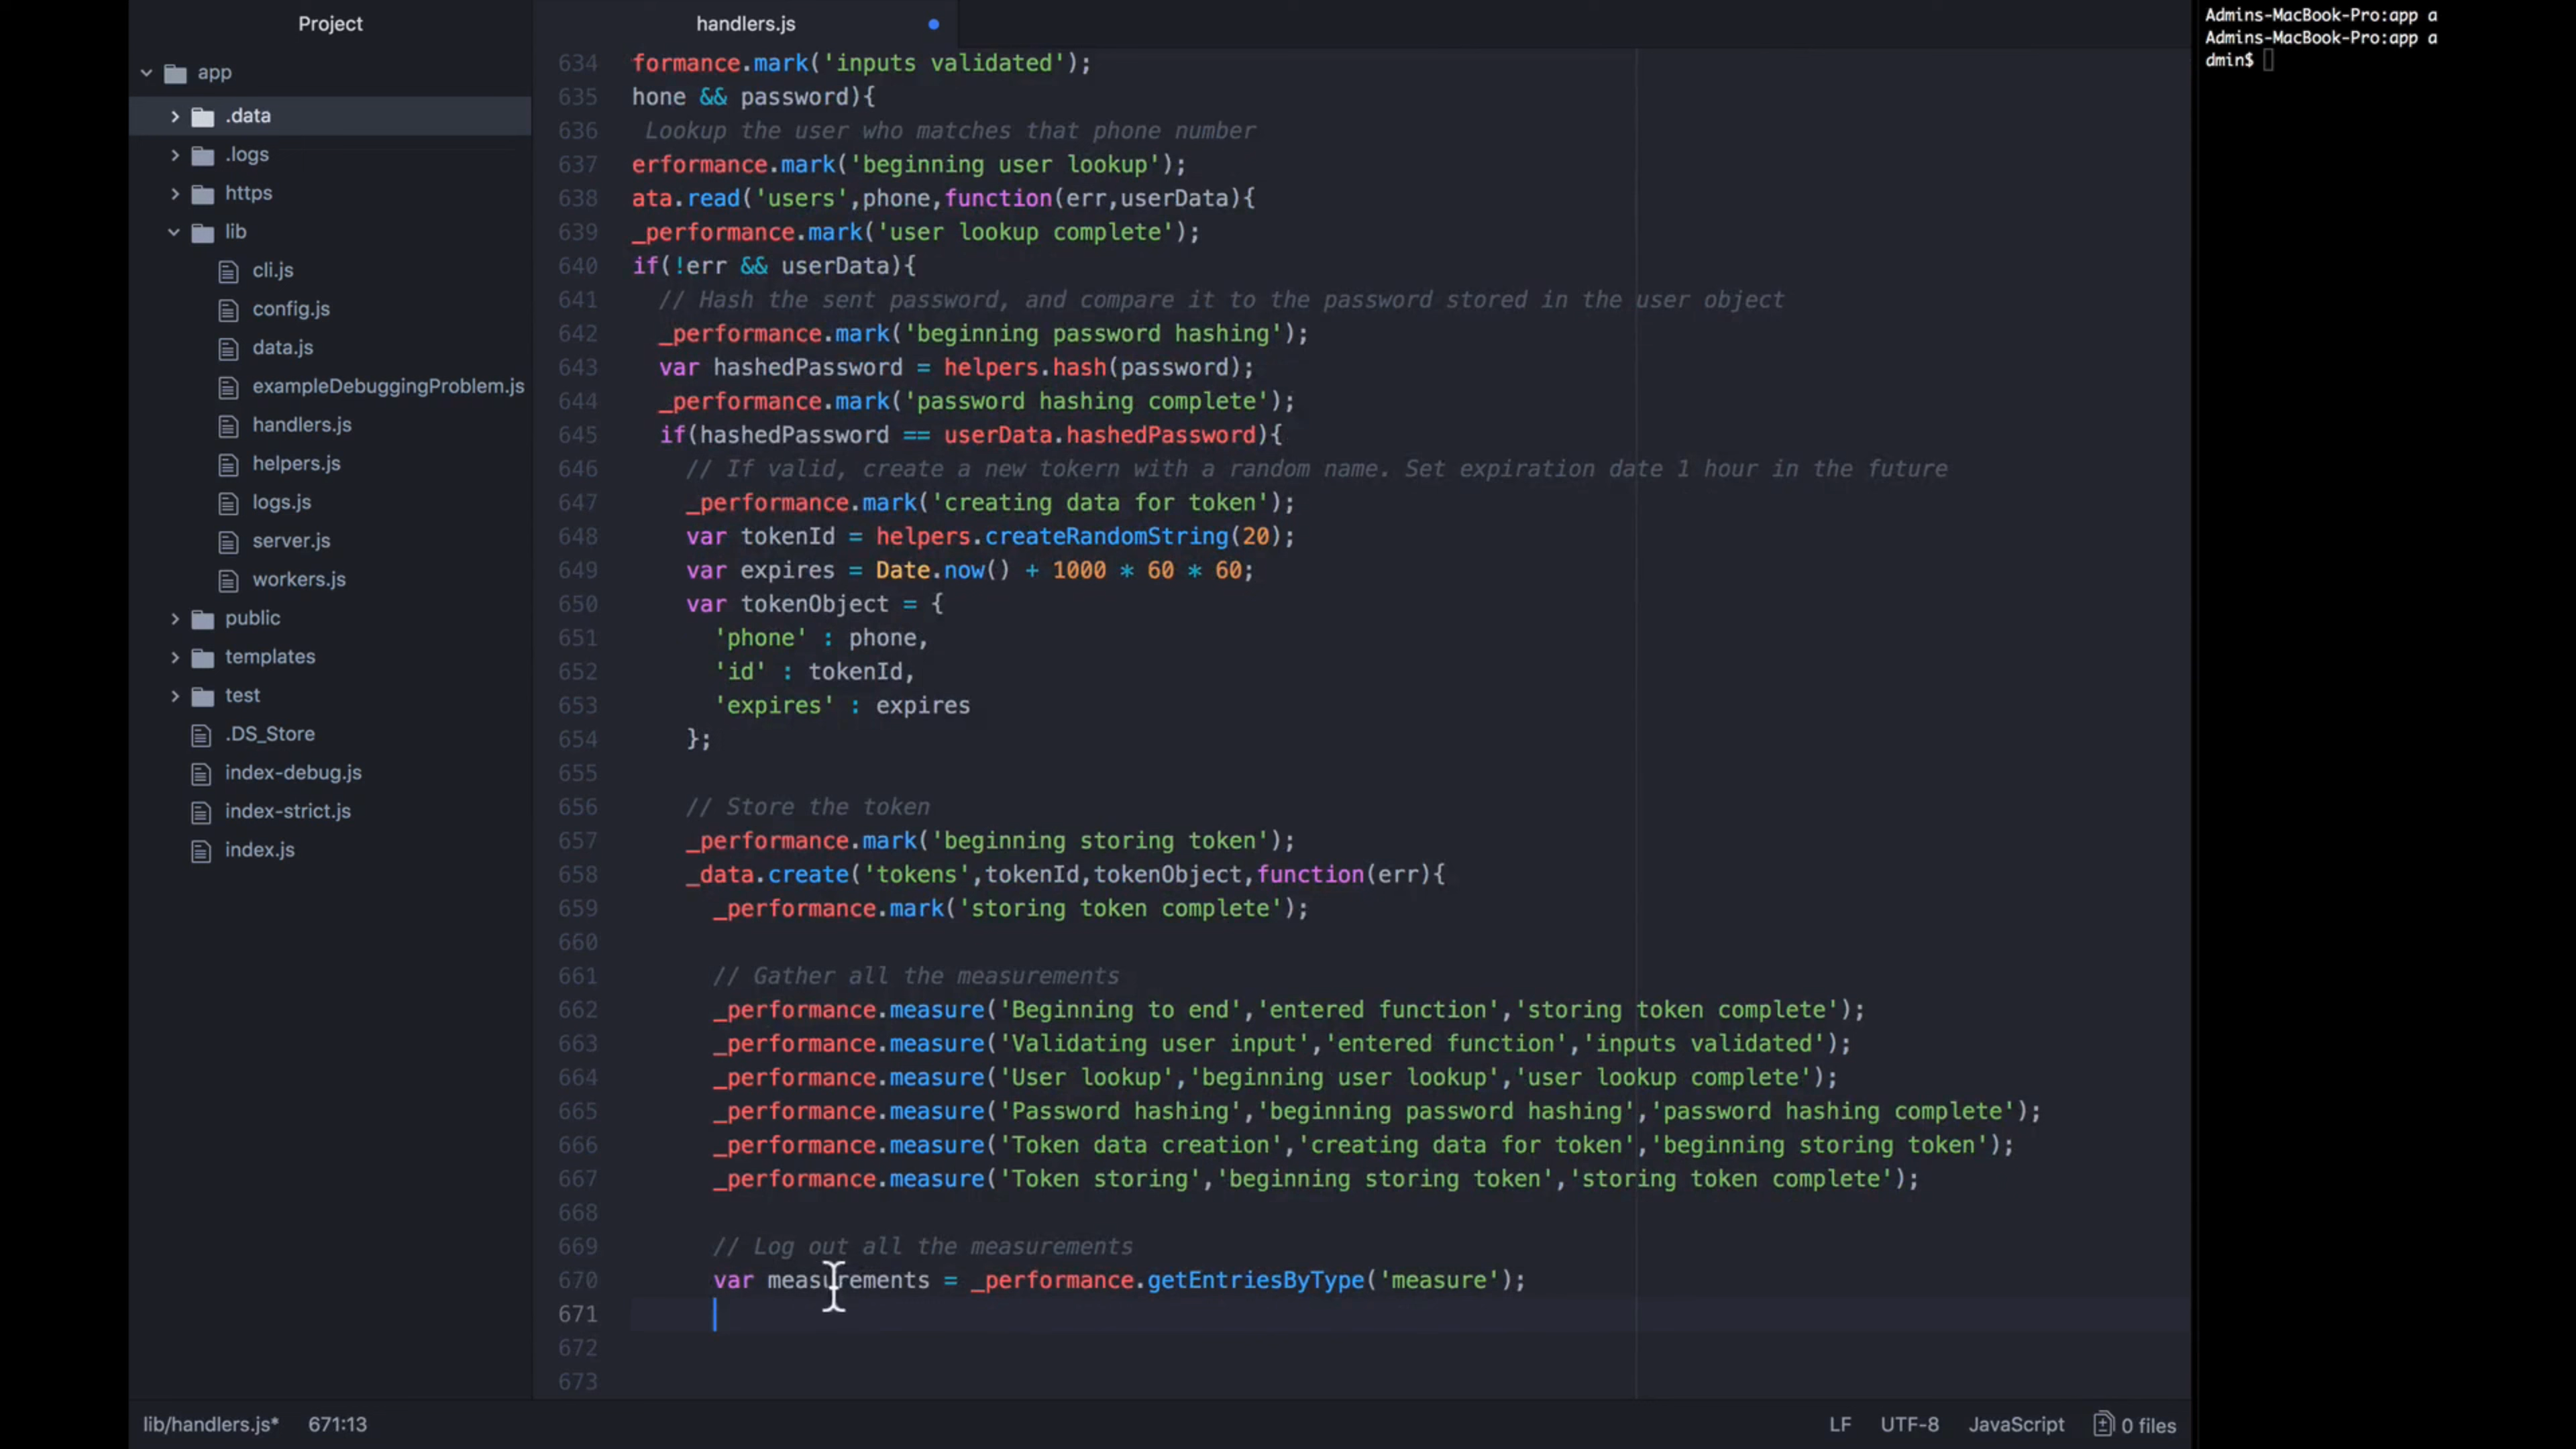 Project
app
.data
.logs
https
lib
cli.js
config.js
data.js
exampleDebuggingProblem.js
handlers.js
helpers.js
logs.js
server.js
workers.js
public
templates
test
.DS_Store
index-debug.js
index-strict.js
index.js
handlers.js
634 formance.mark('inputs validated');
635 hone && password){
636 Lookup the user who matches that phone number
637 erformance.mark('beginning user lookup');
638 ata.read('users',phone,function(err,userData){
639 _performance.mark('user lookup complete');
640 if(!err && userData){
641 // Hash the sent password, and compare it to the password stored in the user object
642 _performance.mark('beginning password hashing');
643 var hashedPassword = helpers.hash(password);
644 _performance.mark('password hashing complete');
645 if(hashedPassword == userData.hashedPassword){
646 // If valid, create a new tokern with a random name. Set expiration date 1 hour in the future
647 _performance.mark('creating data for token');
648 var tokenId = helpers.createRandomString(20);
649 var expires = Date.now() + 1000 * 60 * 60;
650 var tokenObject = {
651 'phone' : phone,
652 'id' : tokenId,
653 'expires' : expires
654 };
655
656 // Store the token
657 _performance.mark('beginning storing token');
658 _data.create('tokens',tokenId,tokenObject,function(err){
659 _performance.mark('storing token complete');
660
661 // Gather all the measurements
662 _performance.measure('Beginning to end','entered function','storing token complete');
663 _performance.measure('Validating user input','entered function','inputs validated');
664 _performance.measure('User lookup','beginning user lookup','user lookup complete');
665 _performance.measure('Password hashing','beginning password hashing','password hashing complete');
666 _performance.measure('Token data creation','creating data for token','beginning storing token');
667 _performance.measure('Token storing','beginning storing token','storing token complete');
668
669 // Log out all the measurements
670 var measurements = _performance.getEntriesByType('measure');
671
672
673
lib/handlers.js* 671:13
LF UTF-8 JavaScript 0 files
Admins-MacBook-Pro:app a
Admins-MacBook-Pro:app a
dmin$